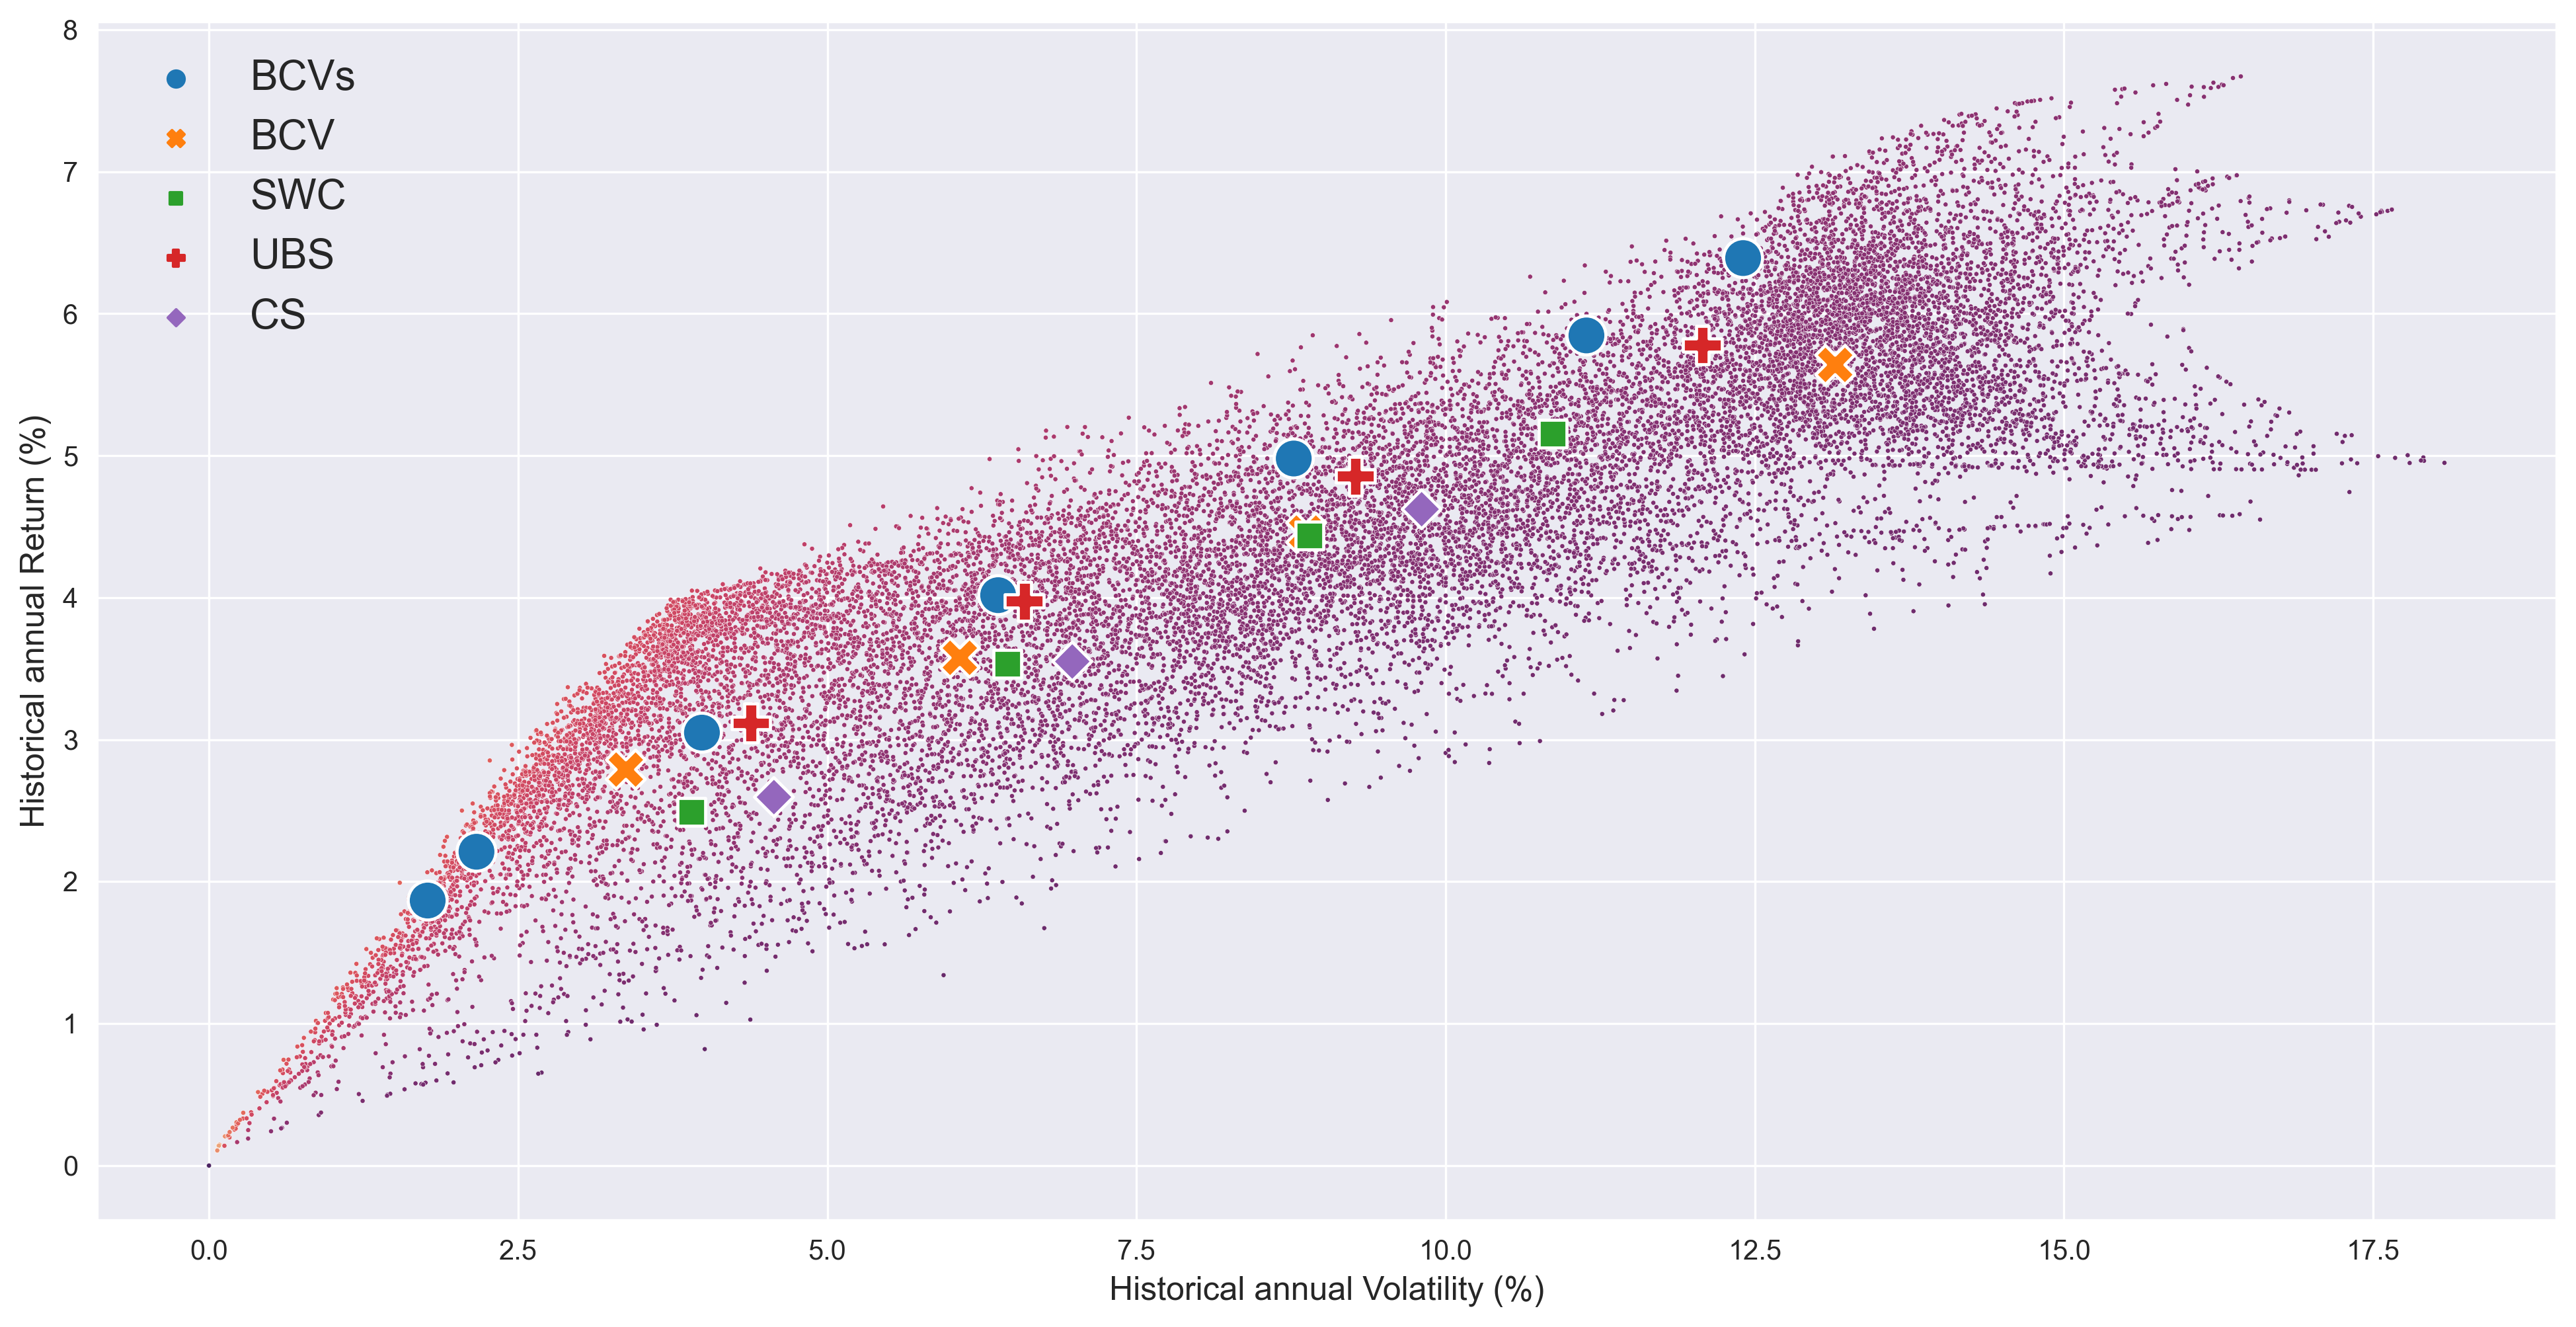 8
7
6
5
4
3
2
1
0
Historical annual Return (%)
BCVs
BCV
SWC
UBS
CS
0.0 2.5 5.0 7.5 10.0 12.5 15.0 17.5
Historical annual Volatility (%)